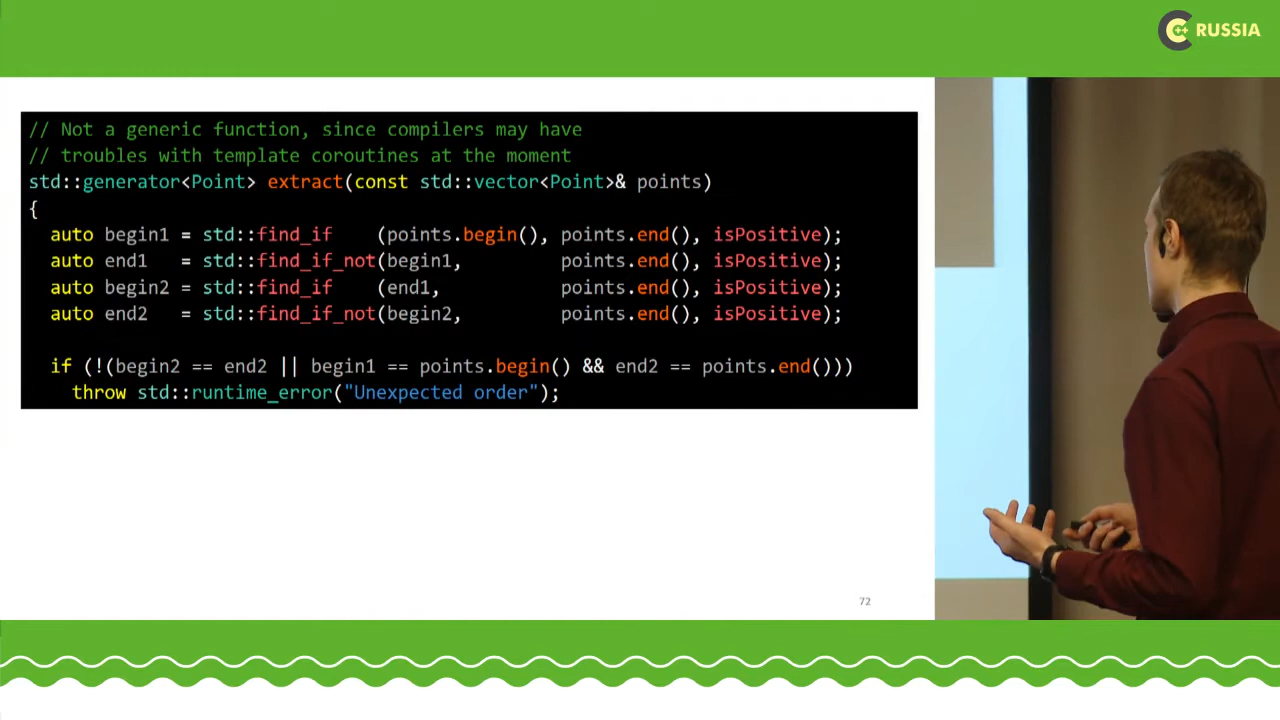 C++ RUSSIA
// Not a generic function, since compilers may have
// troubles with template coroutines at the moment
std::generator<Point> extract(const std::vector<Point>& points)
{
  auto begin1 = std::find_if    (points.begin(), points.end(), isPositive);
  auto end1   = std::find_if_not(begin1,         points.end(), isPositive);
  auto begin2 = std::find_if    (end1,           points.end(), isPositive);
  auto end2   = std::find_if_not(begin2,         points.end(), isPositive);
  if (!(begin2 == end2 || begin1 == points.begin() && end2 == points.end()))
    throw std::runtime_error("Unexpected order");
72